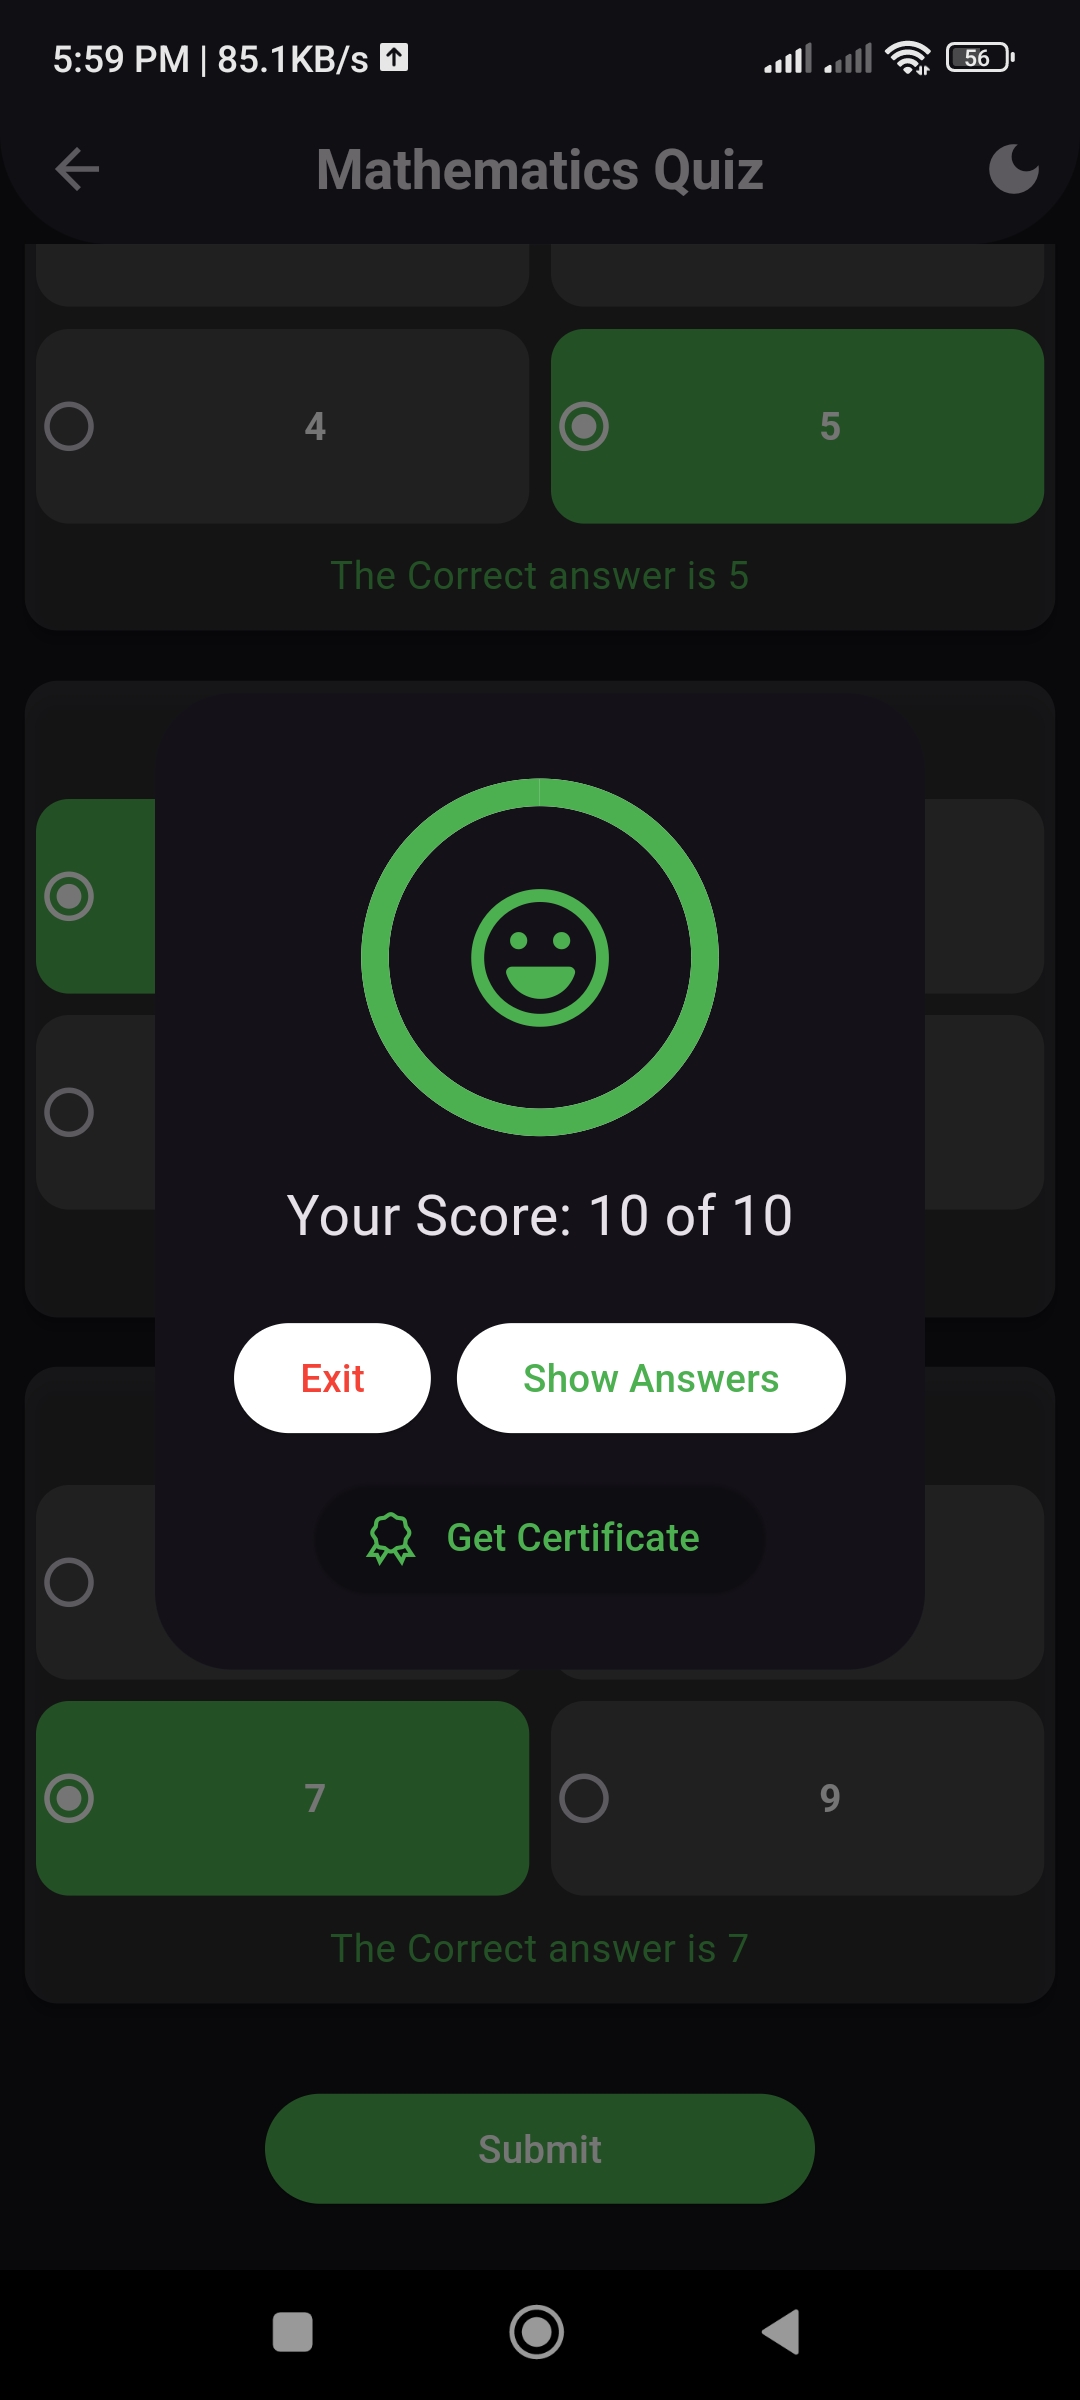 5:59 PM | 85.1KB/s
56
Mathematics Quiz
4
5
The Correct answer is 5
Your Score: 10 of 10
Exit
Show Answers
Get Certificate
7
9
The Correct answer is 7
Submit